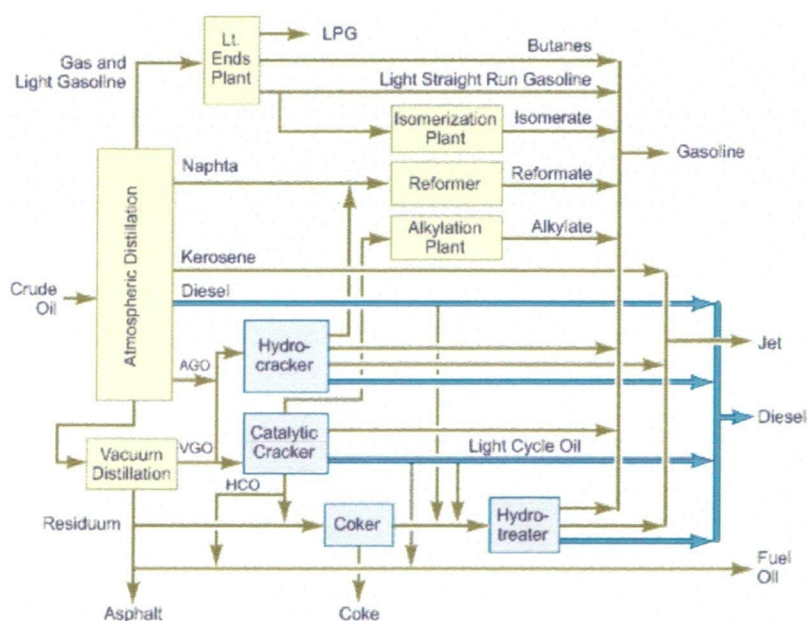 LPG
Lt.
Ends
Plant
Butanes
Gas and
Light Gasoline
Light Straight Run Gasoline
Isomerization
Plant
Isomerate
Gasoline
Naphta
Reformer
Reformate
Alkylation
Plant
Alkylate
Atmospheric Distillation
Kerosene
Crude
Oil
Diesel
Hydro-
cracker
Jet
AGO
Diesel
Catalytic
Cracker
Light Cycle Oil
Vacuum
Distillation
VGO
HCO
Residuum
Coker
Hydro-
treater
Fuel
Oil
Asphalt
Coke